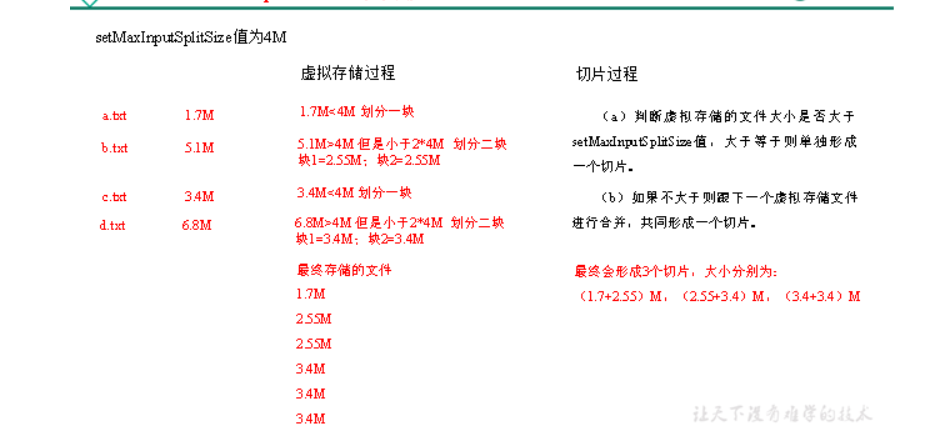 setMaxInputSplitSize值为4M
虚拟存储过程
切片过程
a.txt 1.7M 1.7M<4M 划分一块
b.txt 5.1M 5.1M>4M 但是小于2*4M 划分二块
块1=2.55M；块2=2.55M
c.txt 3.4M 3.4M<4M 划分一块
d.txt 6.8M 6.8M>4M 但是小于2*4M 划分二块
块1=3.4M；块2=3.4M
最终存储的文件
1.7M
2.55M
2.55M
3.4M
3.4M
3.4M
（a）判断虚拟存储的文件大小是否大于
setMaxInputSplitSize值，大于等于则单独形成
一个切片。
（b）如果不大于则跟下一个虚拟存储文件
进行合并，共同形成一个切片。
最终会形成3个切片，大小分别为：
（1.7+2.55）M，（2.55+3.4）M，（3.4+3.4）M
让天下没有难学的技术